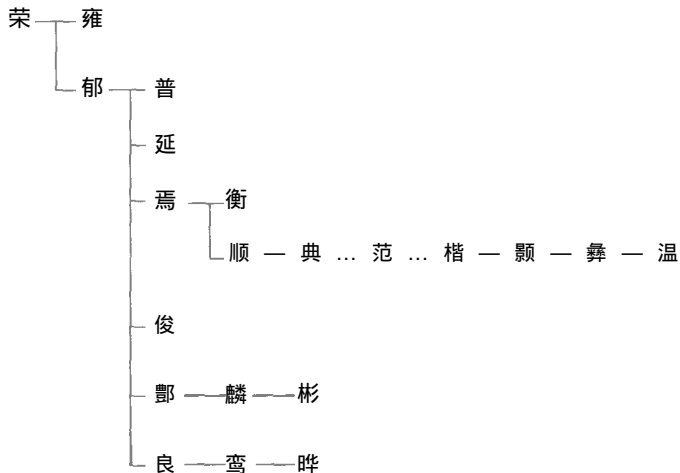 荣 雍
郁 普
延
焉 衡
顺 — 典 … 范 … 楷 — 颢 — 彝 — 温
俊
酆 麟 彬
良 鸾 晔